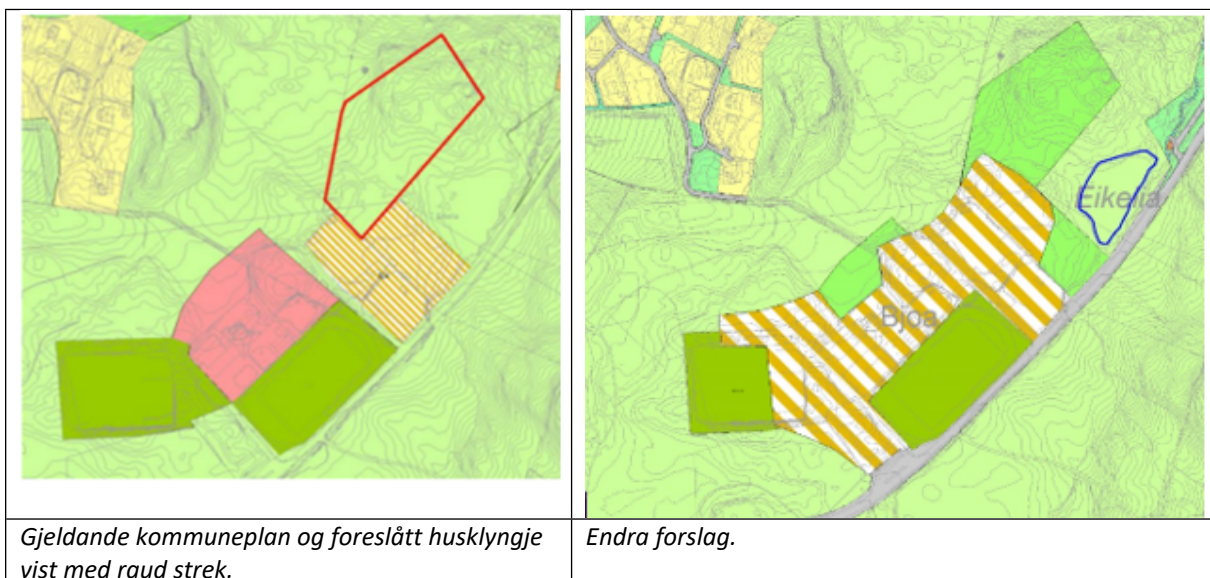 Eikelia
Bjoa
Gjeldande kommuneplan og foreslått husklyngje
vist med raud strek.
Endra forslag.